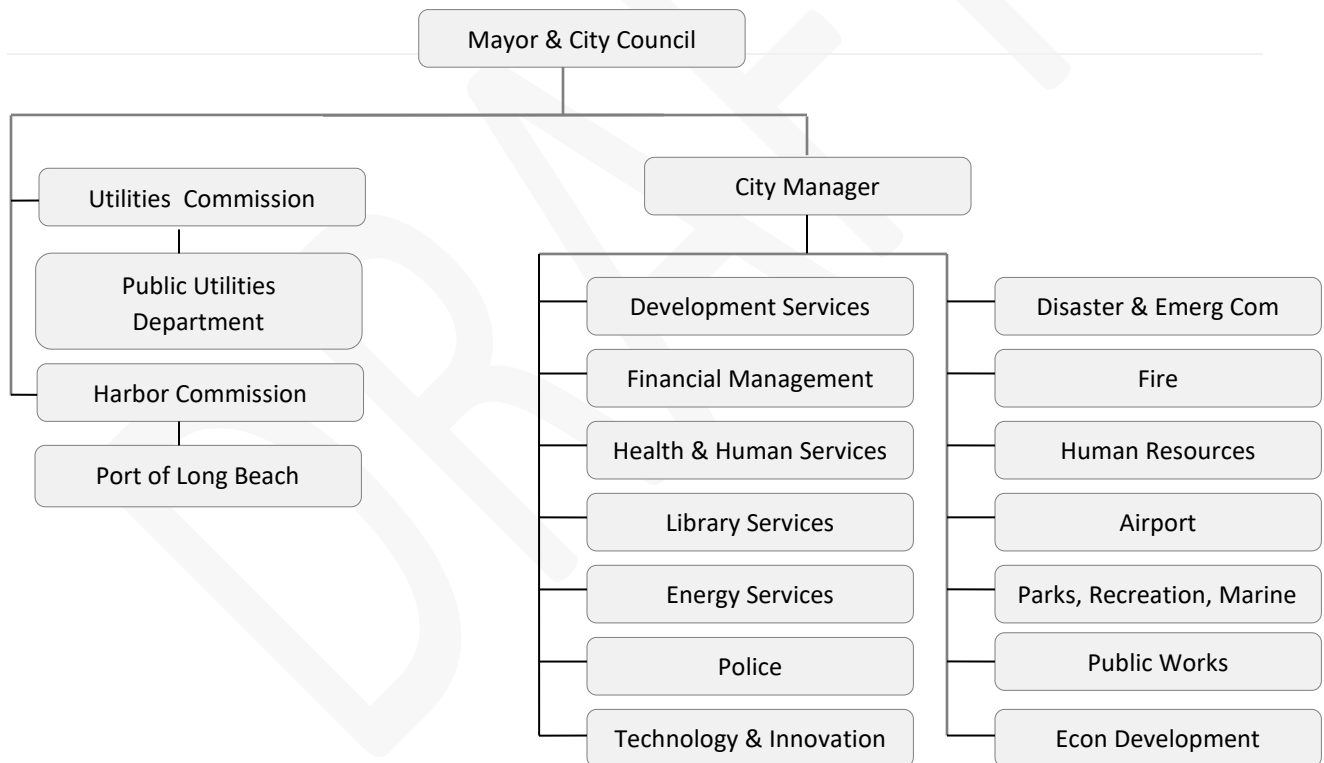 Mayor & City Council
Utilities Commission
Public Utilities
Department
Harbor Commission
Port of Long Beach
City Manager
Development Services
Financial Management
Health & Human Services
Library Services
Energy Services
Police
Technology & Innovation
Disaster & Emerg Com
Fire
Human Resources
Airport
Parks, Recreation, Marine
Public Works
Econ Development
DRAFT